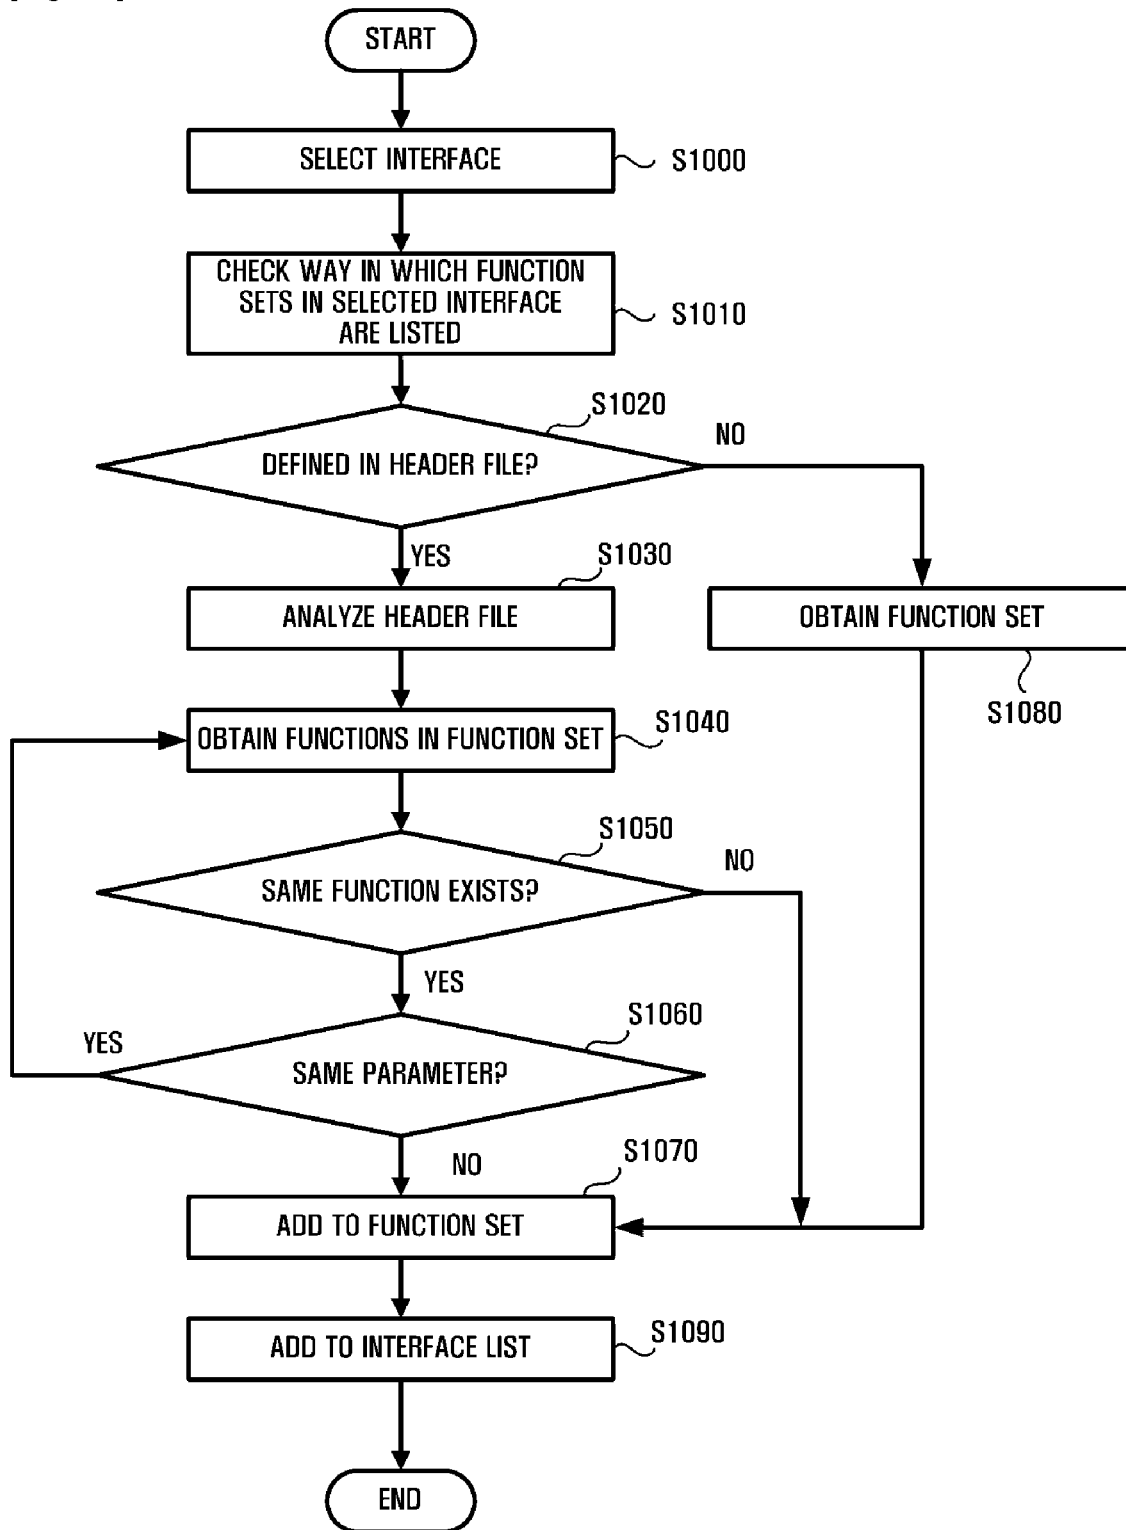 START
SELECT INTERFACE
S1000
CHECK WAY IN WHICH FUNCTION
SETS IN SELECTED INTERFACE
ARE LISTED
S1010
S1020
DEFINED IN HEADER FILE?
NO
YES
S1030
ANALYZE HEADER FILE
OBTAIN FUNCTION SET
S1080
OBTAIN FUNCTIONS IN FUNCTION SET
S1040
S1050
SAME FUNCTION EXISTS?
NO
YES
S1060
YES
SAME PARAMETER?
NO
S1070
ADD TO FUNCTION SET
ADD TO INTERFACE LIST
S1090
END